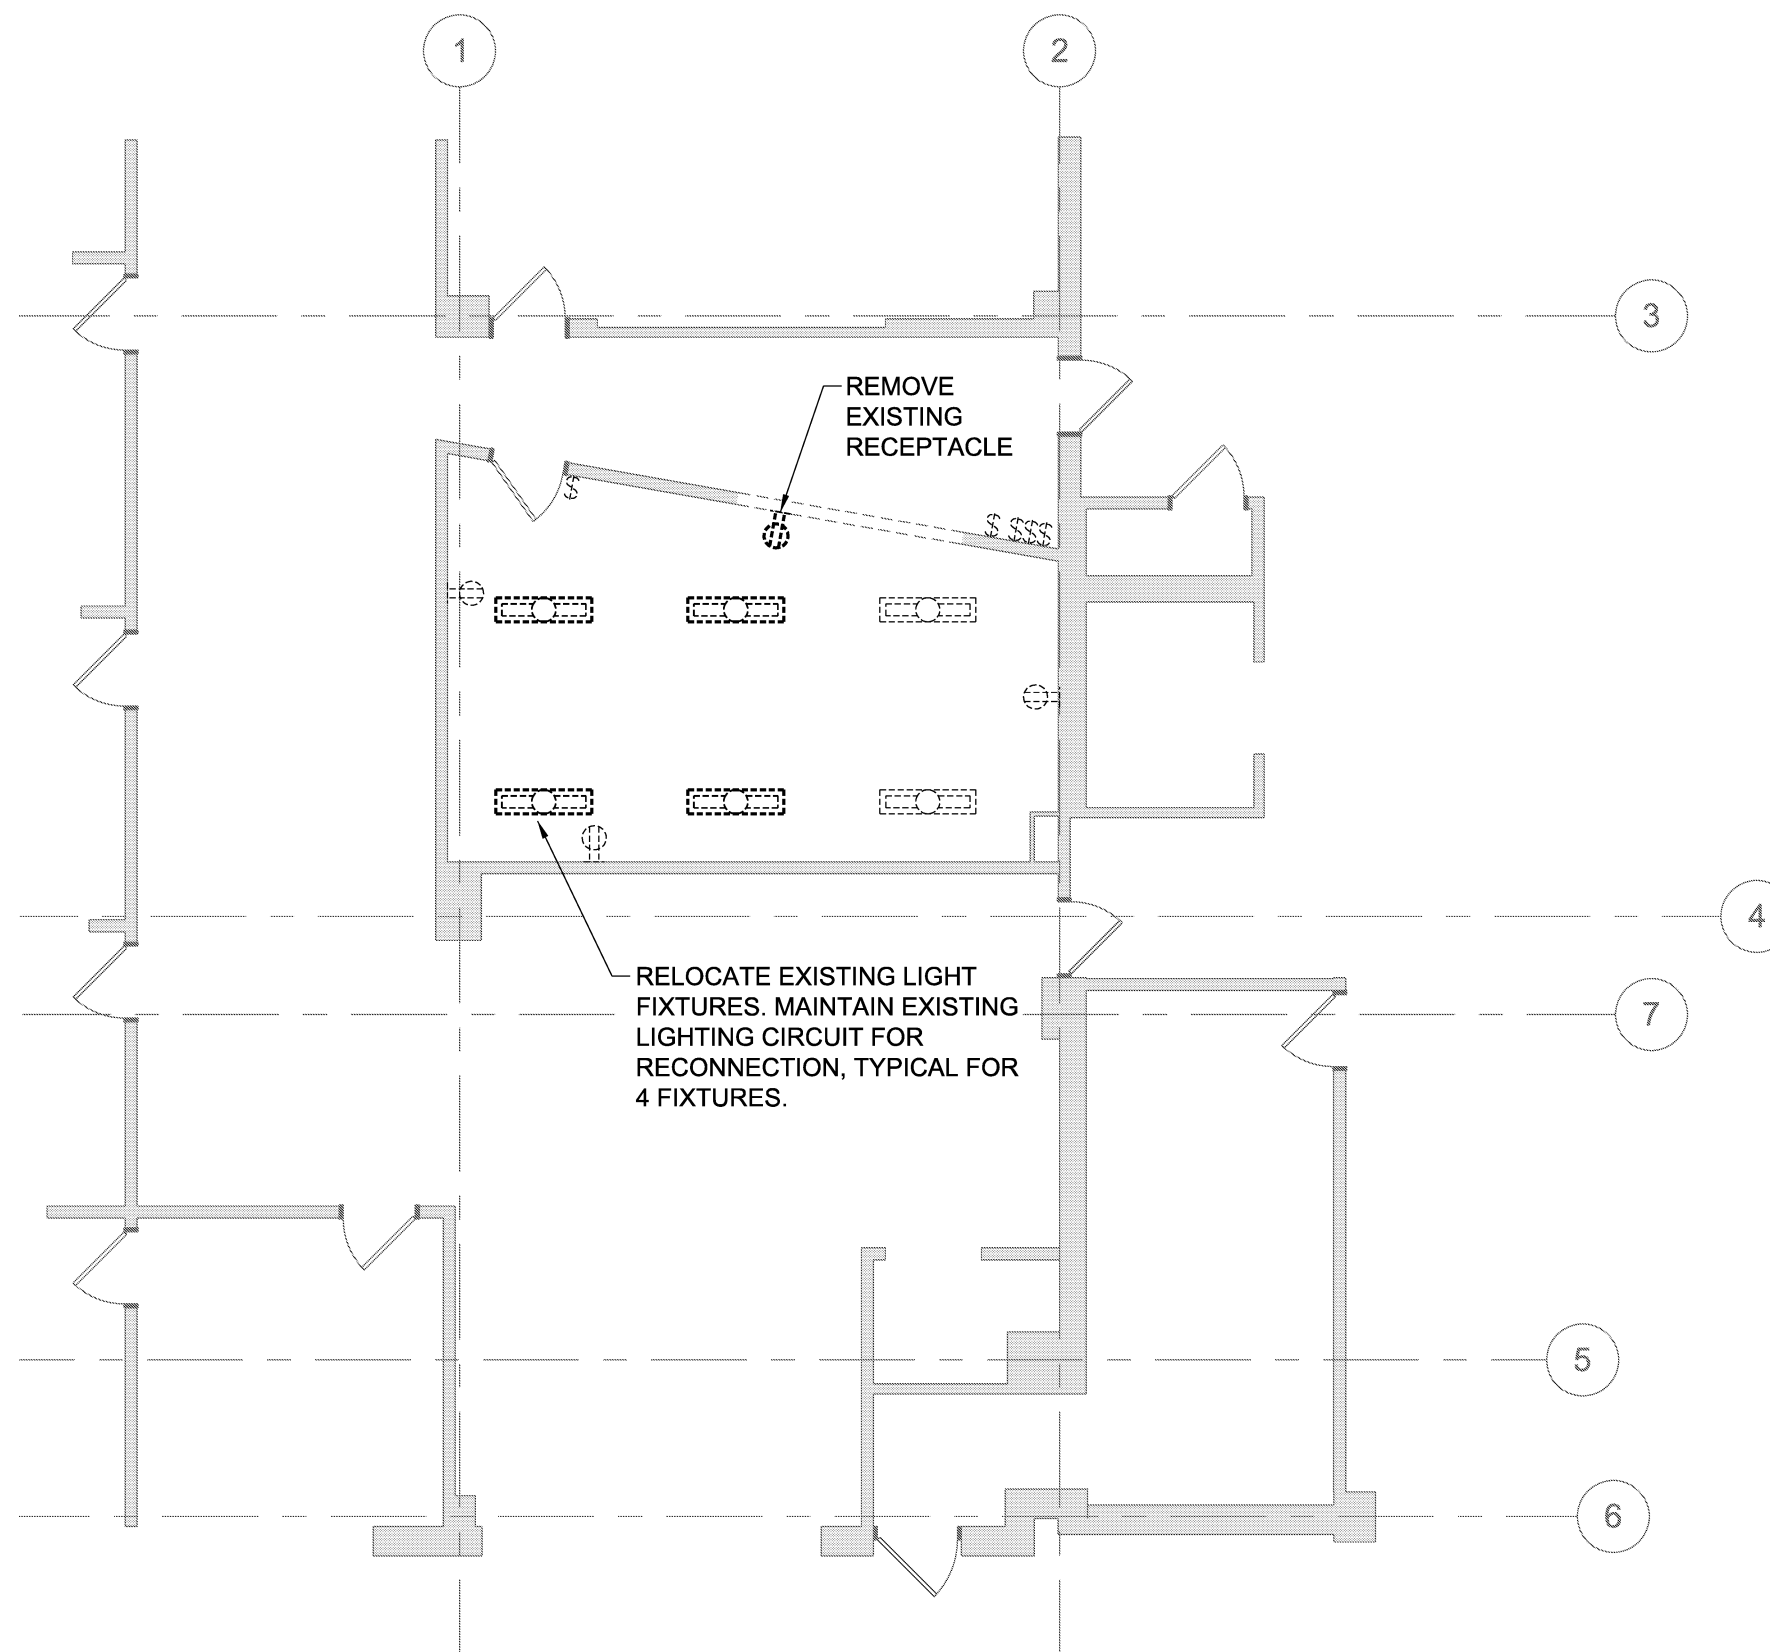 1
2
3
REMOVE
EXISTING
RECEPTACLE
$
$ $$$
4
RELOCATE EXISTING LIGHT
FIXTURES. MAINTAIN EXISTING
LIGHTING CIRCUIT FOR
RECONNECTION, TYPICAL FOR
4 FIXTURES.
7
5
6